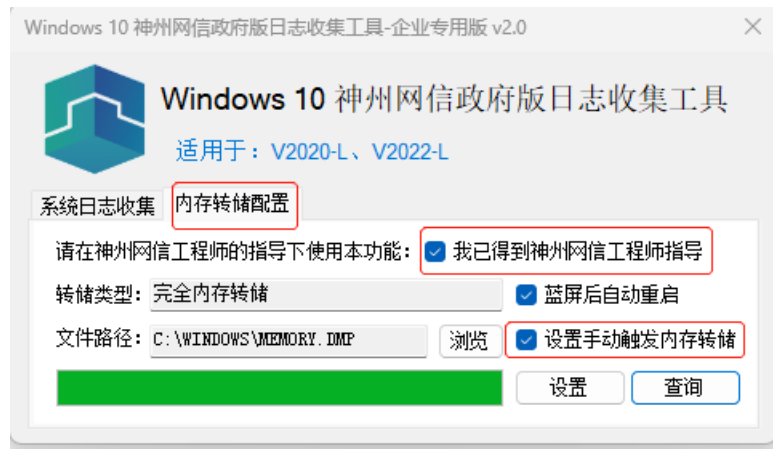 Windows 10 神州网信政府版日志收集工具-企业专用版 v2.0
Windows 10 神州网信政府版日志收集工具
适用于：V2020-L、V2022-L
系统日志收集 内存转储配置
请在神州网信工程师的指导下使用本功能： 我已得到神州网信工程师指导
转储类型： 完全内存转储 蓝屏后自动重启
文件路径： C:\WINDOWS\MEMORY.DMP 浏览 设置手动触发内存转储
设置 查询